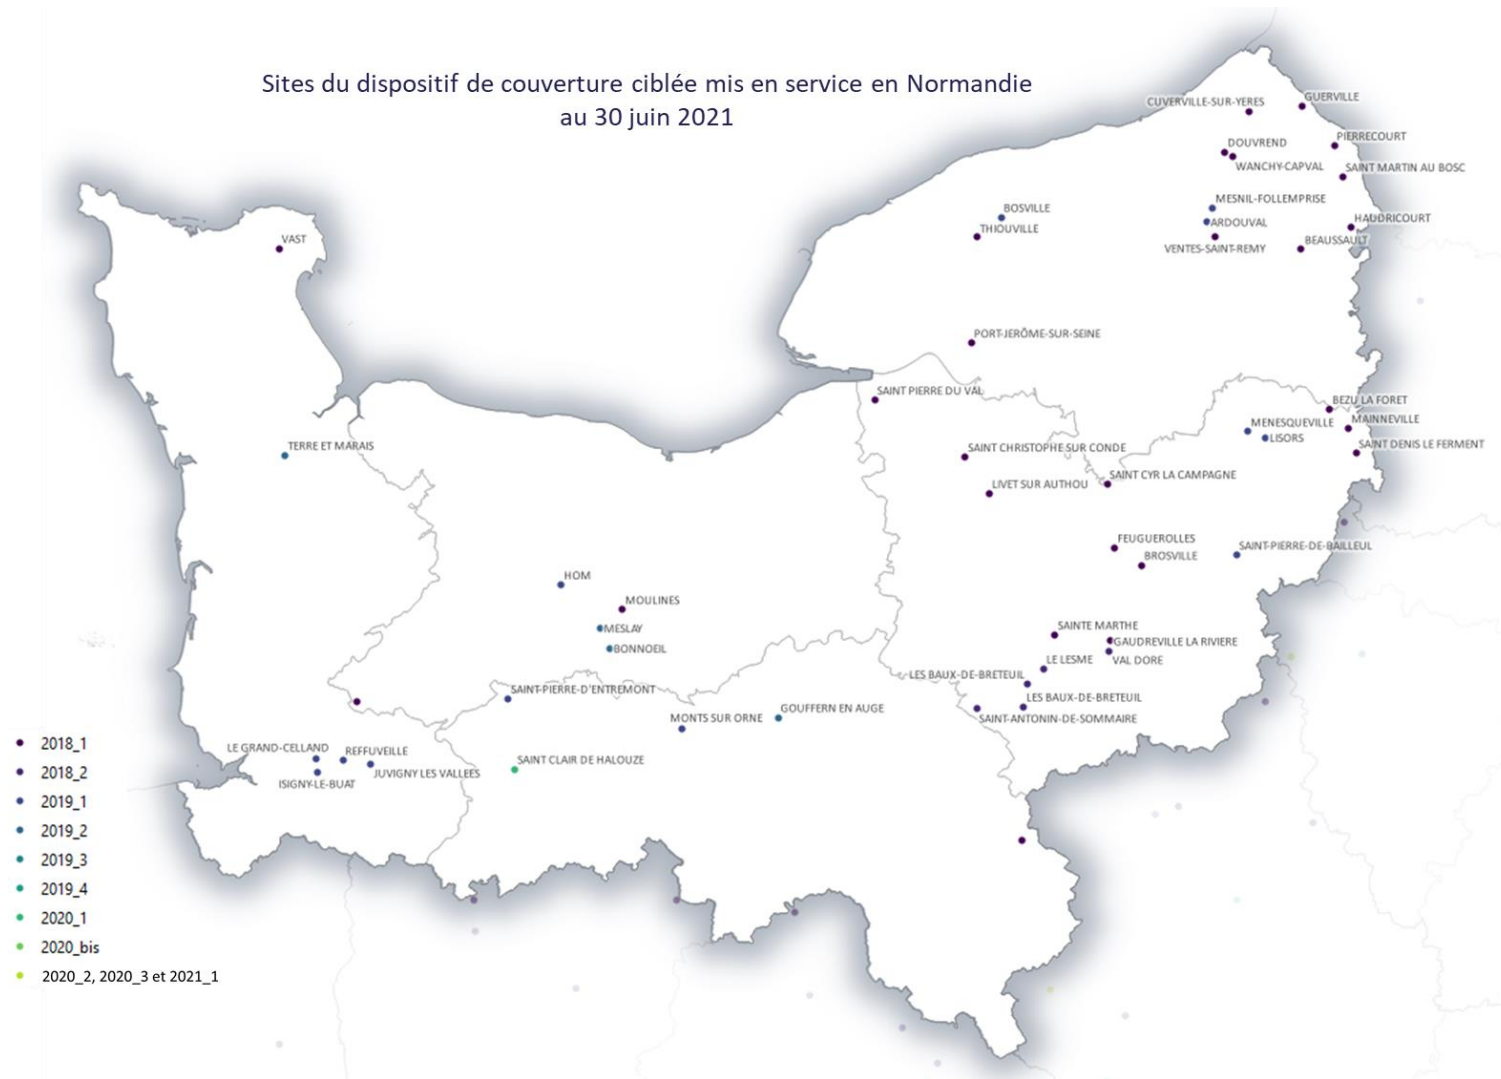 Sites du dispositif de couverture ciblée mis en service en Normandie
au 30 juin 2021
CUVERVILLE-SUR-YERES
GUERVILLE
DOUVREND
PIERRECOURT
WANCHY-CAPVAL
SAINT MARTIN AU BOSC
MESNIL-FOLLEMPRISE
BOSVILLE
ARDOUVAL
HAUDRICOURT
THIOUVILLE
VAST
VENTES-SAINT-REMY
BEAUSSAULT
PORT-JERÔME-SUR-SEINE
SAINT PIERRE DU VAL
BEZU LA FORET
MENESQUEVILLE
MAINNEVILLE
LISORS
TERRE ET MARAIS
SAINT CHRISTOPHE SUR CONDE
SAINT DENIS LE FERMENT
SAINT CYR LA CAMPAGNE
LIVET SUR AUTHOU
FEUGUEROLLES
SAINT-PIERRE-DE-BAILLEUL
BROSVILLE
HOM
MOULINES
MESLAY
SAINTE MARTHE
GAUDREVILLE LA RIVIERE
BONNOEIL
LE LESME
VAL DORE
LES BAUX-DE-BRETEUIL
SAINT-PIERRE-D'ENTREMONT
LES BAUX-DE-BRETEUIL
GOUFFERN EN AUGE
MONTS SUR ORNE
SAINT-ANTONIN-DE-SOMMAIRE
LE GRAND-CELLAND
REFFUVEILLE
SAINT CLAIR DE HALOUZE
JUVIGNY LES VALLEES
ISIGNY-LE-BUAT
2018_1
2018_2
2019_1
2019_2
2019_3
2019_4
2020_1
2020_bis
2020_2, 2020_3 et 2021_1